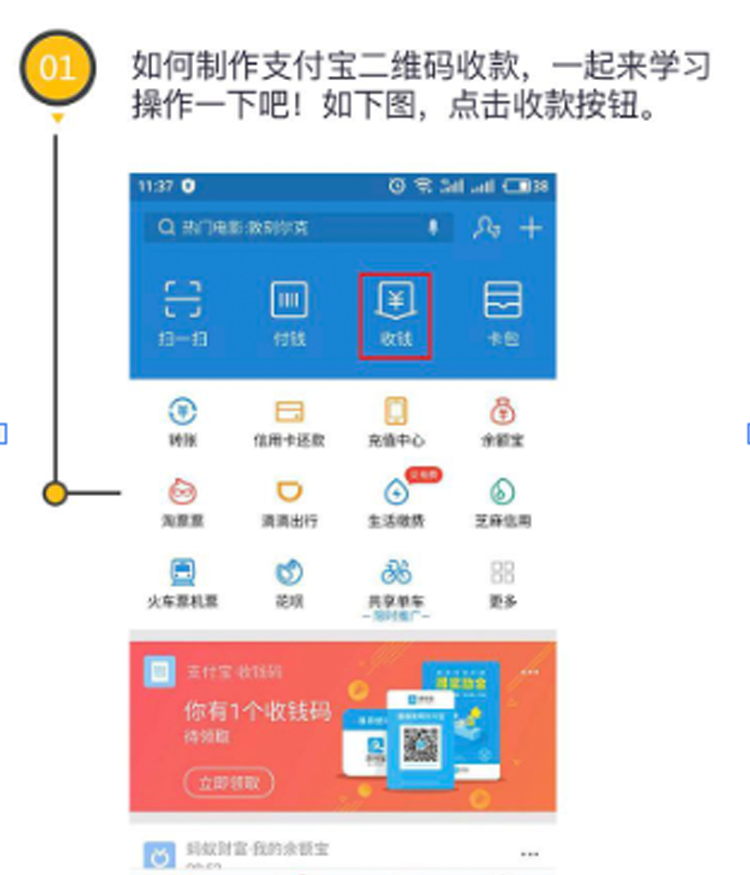 01
如何制作支付宝二维码收款，一起来学习
操作一下吧！如下图，点击收款按钮。
11:37
38
热门电影:敦刻尔克
扫一扫 付钱 收钱 卡包
转账 信用卡还款 充值中心 余额宝
淘票票 滴滴出行 生活缴费 芝麻信用
火车票机票 花呗 共享单车 更多
限时推广
支付宝·收钱码
你有1个收钱码
待领取
立即领取
蚂蚁财富·我的余额宝